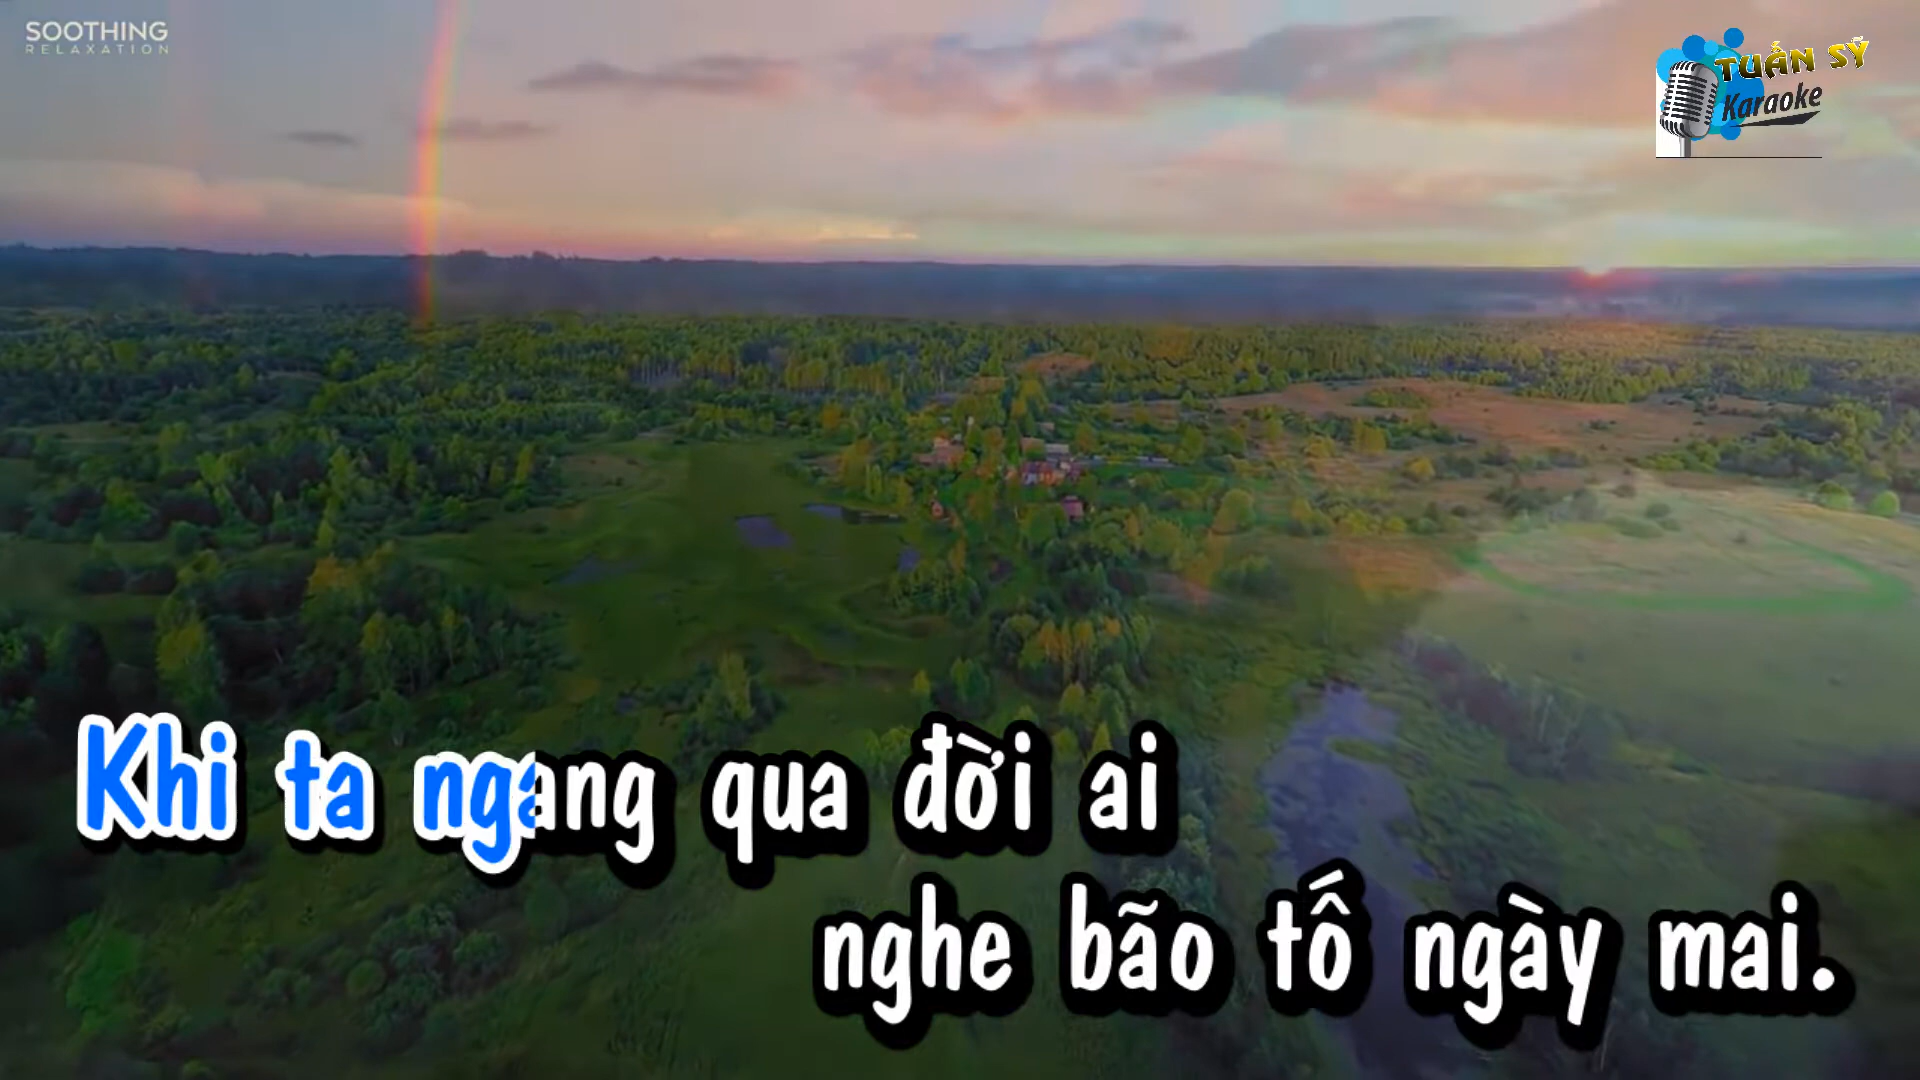 SOOTHING
RELAXATION
TUẤN SỸ
Karaoke
Khi ta ngang qua đời ai
nghe bão tố ngày mai.